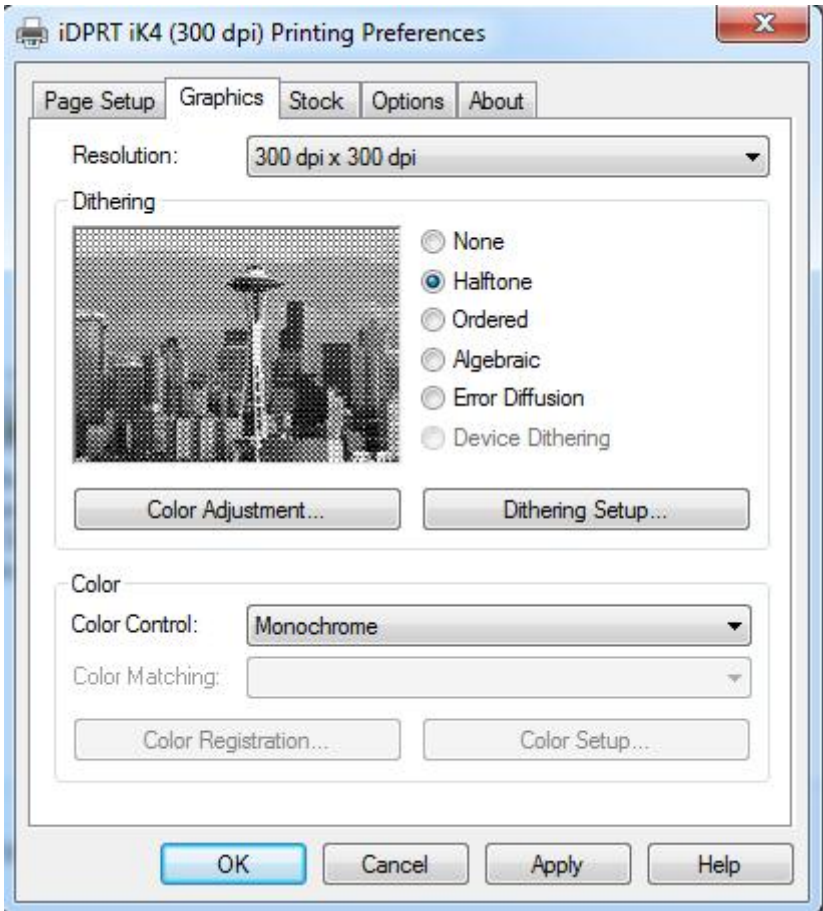 iDPRT iK4 (300 dpi) Printing Preferences
Page Setup Graphics Stock Options About
Resolution: 300 dpi x 300 dpi
Dithering
None
Halftone
Ordered
Algebraic
Error Diffusion
Device Dithering
Color Adjustment... Dithering Setup...
Color
Color Control: Monochrome
Color Matching:
Color Registration... Color Setup...
OK Cancel Apply Help